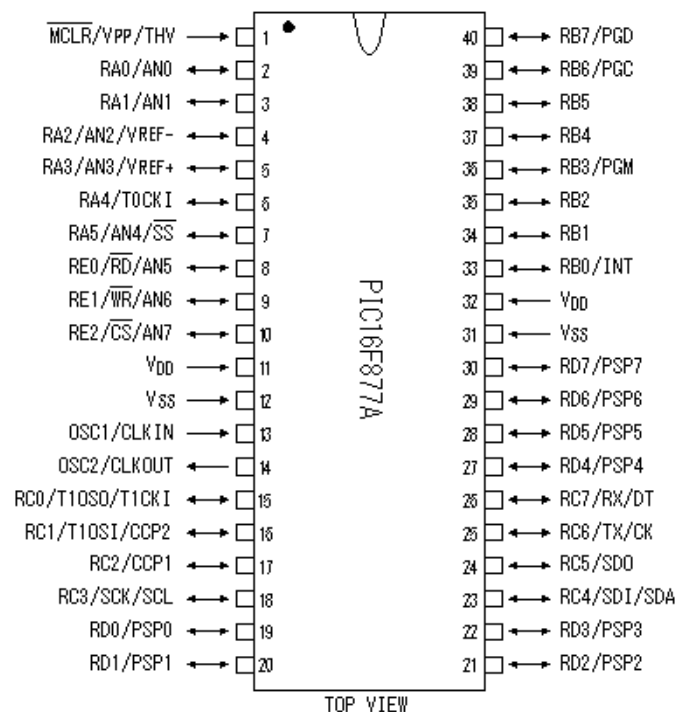 MCLR/VPP/THV 1 40 RB7/PGD
RA0/AN0 2 39 RB6/PGC
RA1/AN1 3 38 RB5
RA2/AN2/VREF- 4 37 RB4
RA3/AN3/VREF+ 5 36 RB3/PGM
RA4/T0CKI 6 35 RB2
RA5/AN4/SS 7 34 RB1
RE0/RD/AN5 8 33 RB0/INT
RE1/WR/AN6 9 32 VDD
RE2/CS/AN7 10 31 VSS
VDD 11 30 RD7/PSP7
VSS 12 29 RD6/PSP6
OSC1/CLKIN 13 28 RD5/PSP5
OSC2/CLKOUT 14 27 RD4/PSP4
RC0/T1OSO/T1CKI 15 26 RC7/RX/DT
RC1/T1OSI/CCP2 16 25 RC6/TX/CK
RC2/CCP1 17 24 RC5/SDO
RC3/SCK/SCL 18 23 RC4/SDI/SDA
RD0/PSP0 19 22 RD3/PSP3
RD1/PSP1 20 21 RD2/PSP2
PIC16F877A
TOP VIEW